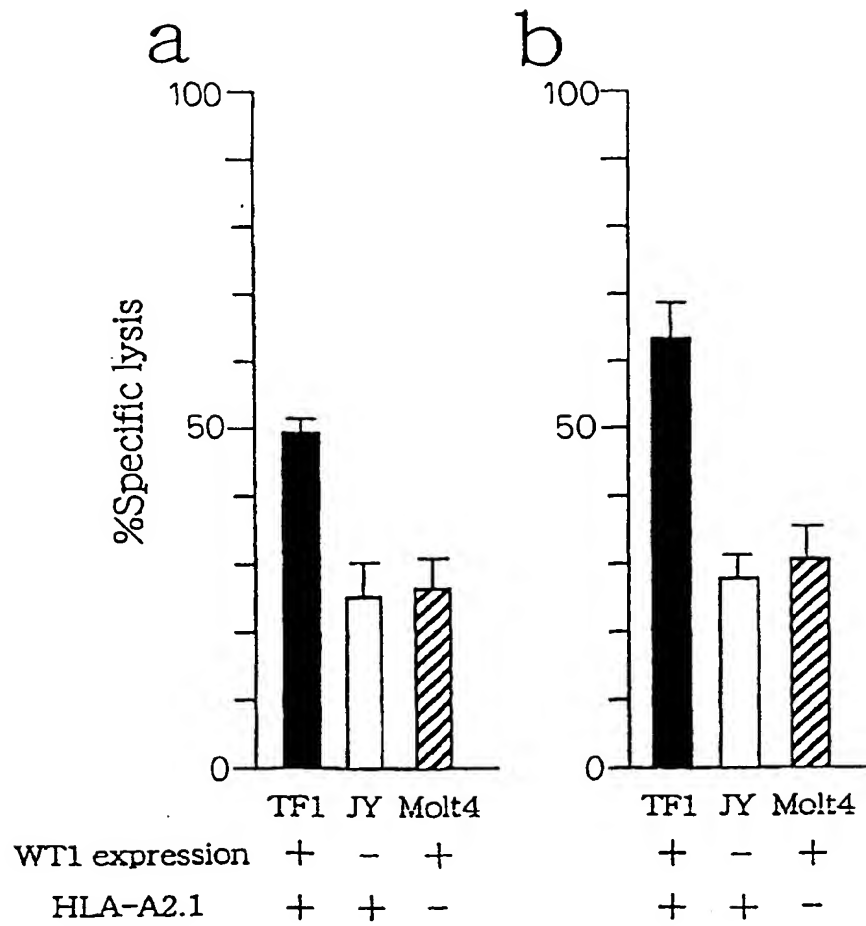 a
b
%Specific lysis
100
50
0
100
50
0
TF1 JY Molt4
TF1 JY Molt4
WT1 expression + - + + - +
HLA-A2.1 + + - + + -